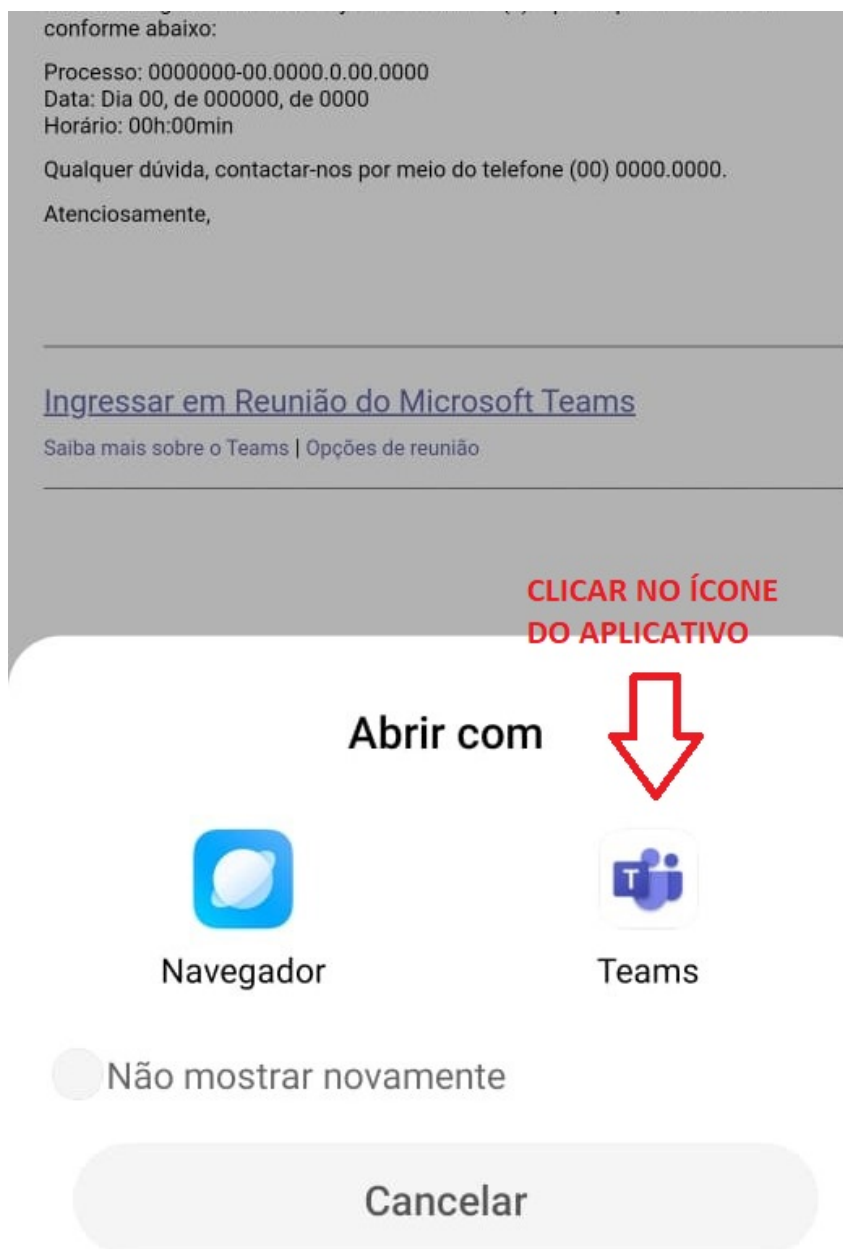 conforme abaixo:
Processo: 0000000-00.0000.0.00.0000
Data: Dia 00, de 000000, de 0000
Horário: 00h:00min
Qualquer dúvida, contactar-nos por meio do telefone (00) 0000.0000.
Atenciosamente,
Ingressar em Reunião do Microsoft Teams
Saiba mais sobre o Teams | Opções de reunião
CLICAR NO ÍCONE
DO APLICATIVO
Abrir com
T
Navegador
Teams
Não mostrar novamente
Cancelar